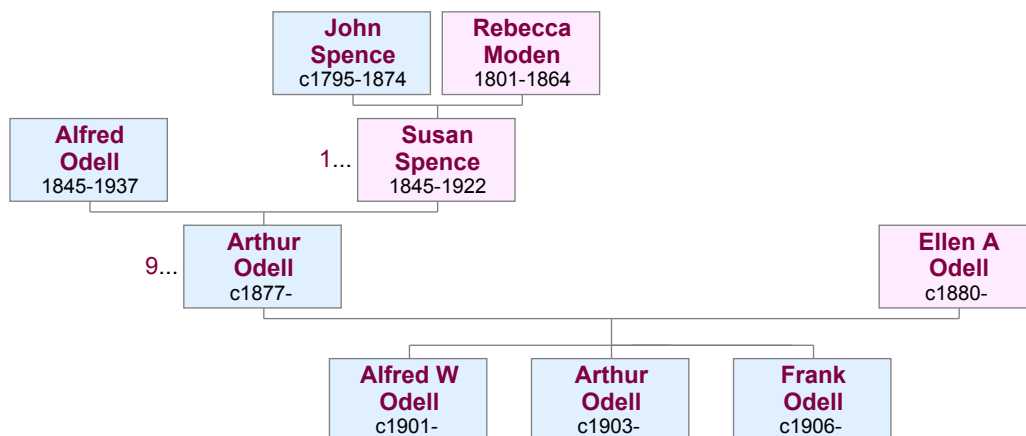 John
Spence
c1795-1874
Rebecca
Moden
1801-1864
Alfred
Odell
1845-1937
1...
Susan
Spence
1845-1922
9...
Arthur
Odell
c1877-
Ellen A
Odell
c1880-
Alfred W
Odell
c1901-
Arthur
Odell
c1903-
Frank
Odell
c1906-